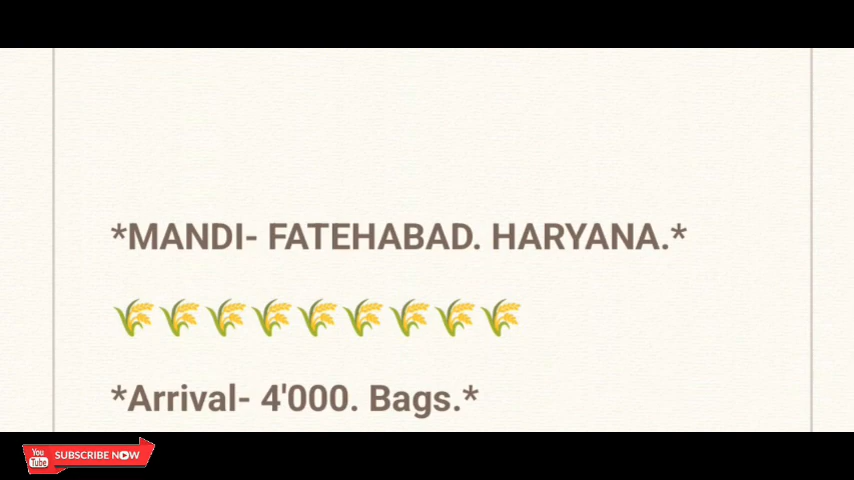 *MANDI- FATEHABAD. HARYANA.*
🌾🌾🌾🌾🌾🌾🌾🌾🌾
*Arrival- 4'000. Bags.*
You
Tube
SUBSCRIBE NOW